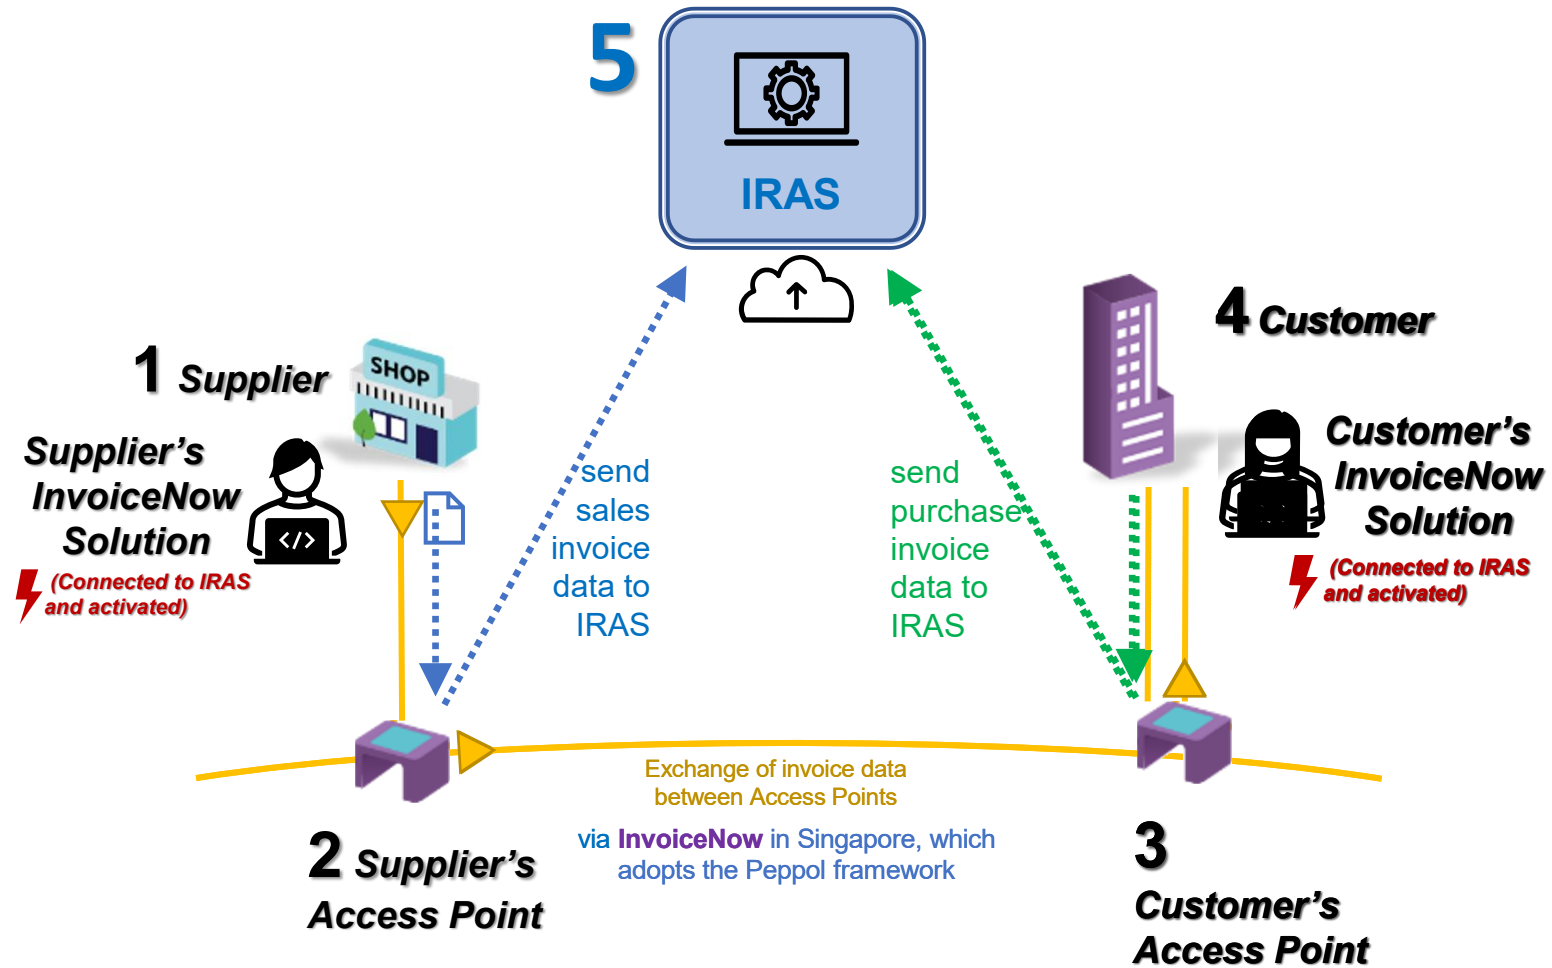 5
IRAS
1 Supplier
SHOP
Supplier's
InvoiceNow
Solution
(Connected to IRAS
and activated)
</>
send
sales
invoice
data to
IRAS
send
purchase
invoice
data to
IRAS
4 Customer
Customer's
InvoiceNow
Solution
(Connected to IRAS
and activated)
Exchange of invoice data
between Access Points
via InvoiceNow in Singapore, which
adopts the Peppol framework
2 Supplier's
Access Point
3
Customer's
Access Point